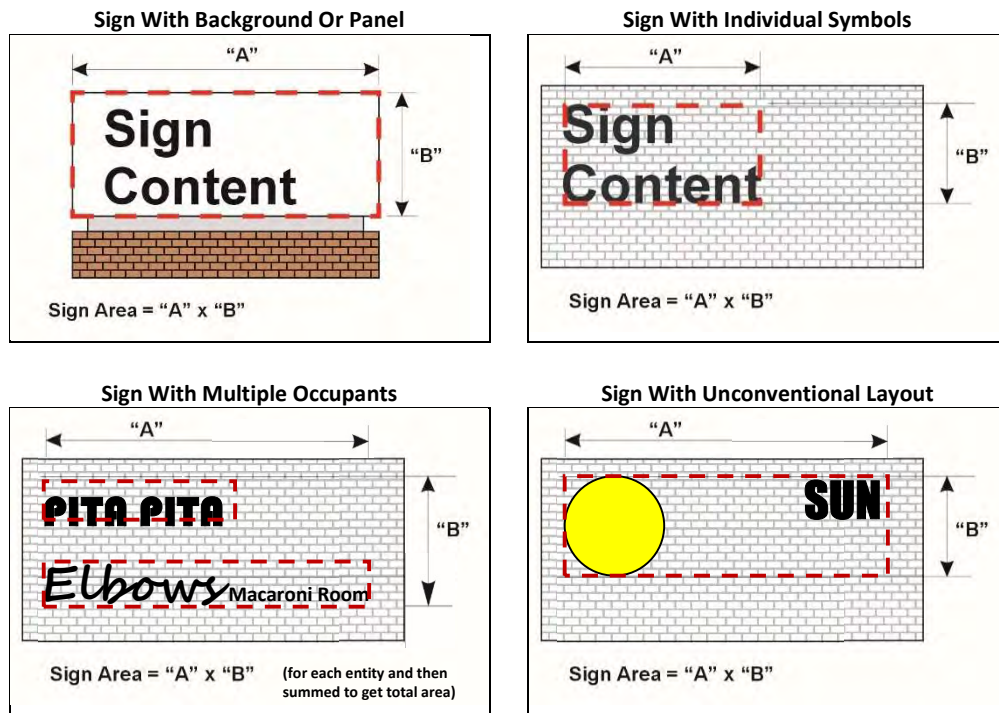 Sign With Background Or Panel
"A"
Sign
Content
"B"
Sign Area = "A" x "B"
Sign With Individual Symbols
"A"
Sign
Content
"B"
Sign Area = "A" x "B"
Sign With Multiple Occupants
"A"
PITA PITA
Elbows Macaroni Room
"B"
Sign Area = "A" x "B" (for each entity and then
summed to get total area)
Sign With Unconventional Layout
"A"
SUN
"B"
Sign Area = "A" x "B"